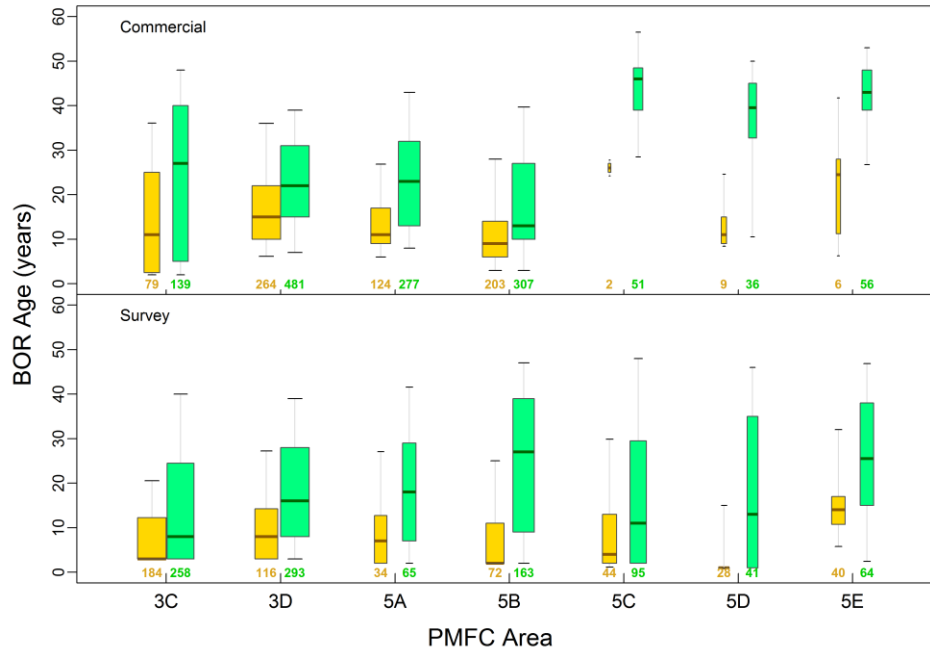 BOR Age (years)
Commercial
60
50
40
30
20
10
0
79 139 264 481 124 277 203 307 2 51 9 36 6 56
Survey
60
50
40
30
20
10
0
184 258 116 293 34 65 72 163 44 95 28 41 40 64
3C 3D 5A 5B 5C 5D 5E
PMFC Area